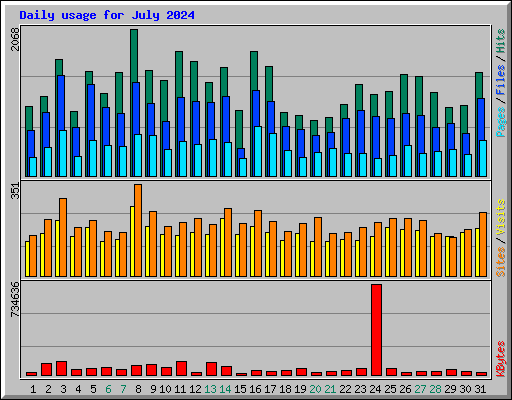 Daily usage for July 2024
2068
Pages / Files / Hits
351
Sites / Visits
734636
KBytes
1 2 3 4 5 6 7 8 9 10 11 12 13 14 15 16 17 18 19 20 21 22 23 24 25 26 27 28 29 30 31